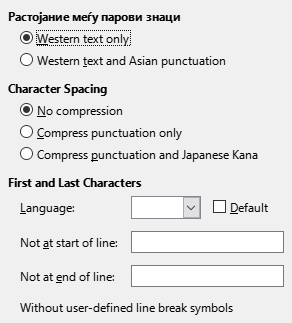 Растојание меѓу парови знаци
Western text only
Western text and Asian punctuation
Character Spacing
No compression
Compress punctuation only
Compress punctuation and Japanese Kana
First and Last Characters
Language: Default
Not at start of line:
Not at end of line:
Without user-defined line break symbols